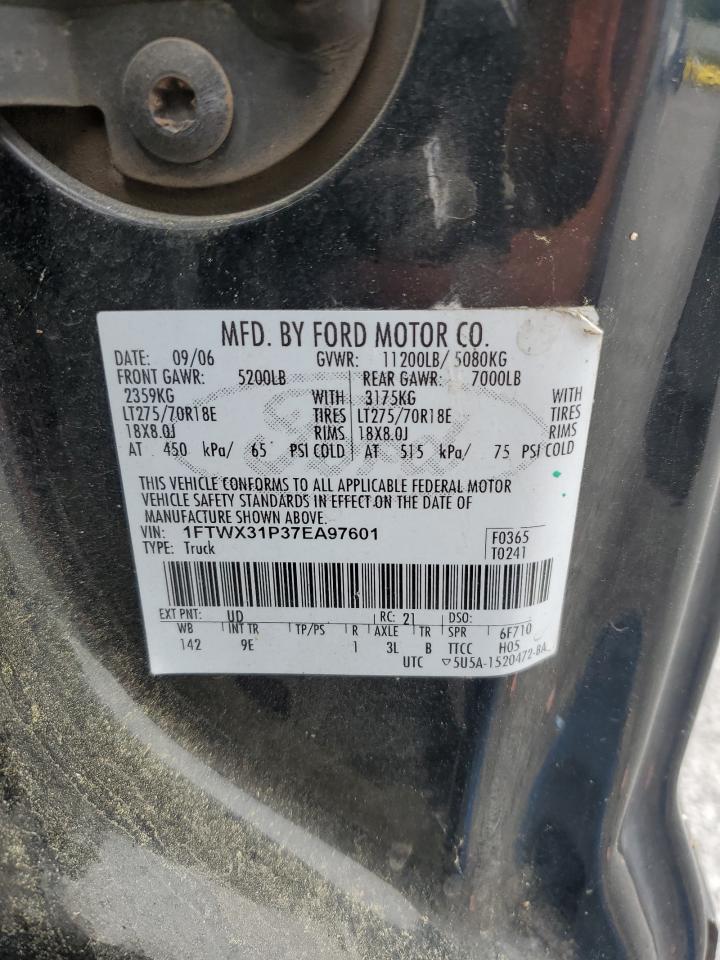 MFD. BY FORD MOTOR CO.
DATE: 09/06 GVWR: 11200LB/ 5080KG
FRONT GAWR: 5200LB REAR GAWR: 7000LB
2359KG WITH 3175KG WITH
LT275/70R18E TIRES LT275/70R18E TIRES
18X8.0J RIMS 18X8.0J RIMS
AT 450 kPa/ 65 PSI COLD AT 515 kPa/ 75 PSI COLD
THIS VEHICLE CONFORMS TO ALL APPLICABLE FEDERAL MOTOR
VEHICLE SAFETY STANDARDS IN EFFECT ON THE DATE OF
MANUFACTURE SHOWN ABOVE.
VIN: 1FTWX31P37EA97601 F0365
TYPE: Truck T0241
EXT PNT: UD RC: 21 DSO:
WB INT TR TP/PS R AXLE TR SPR 6F710
142 9E 1 3L B TTCC H05
UTC ▽5U5A-1520472-BA